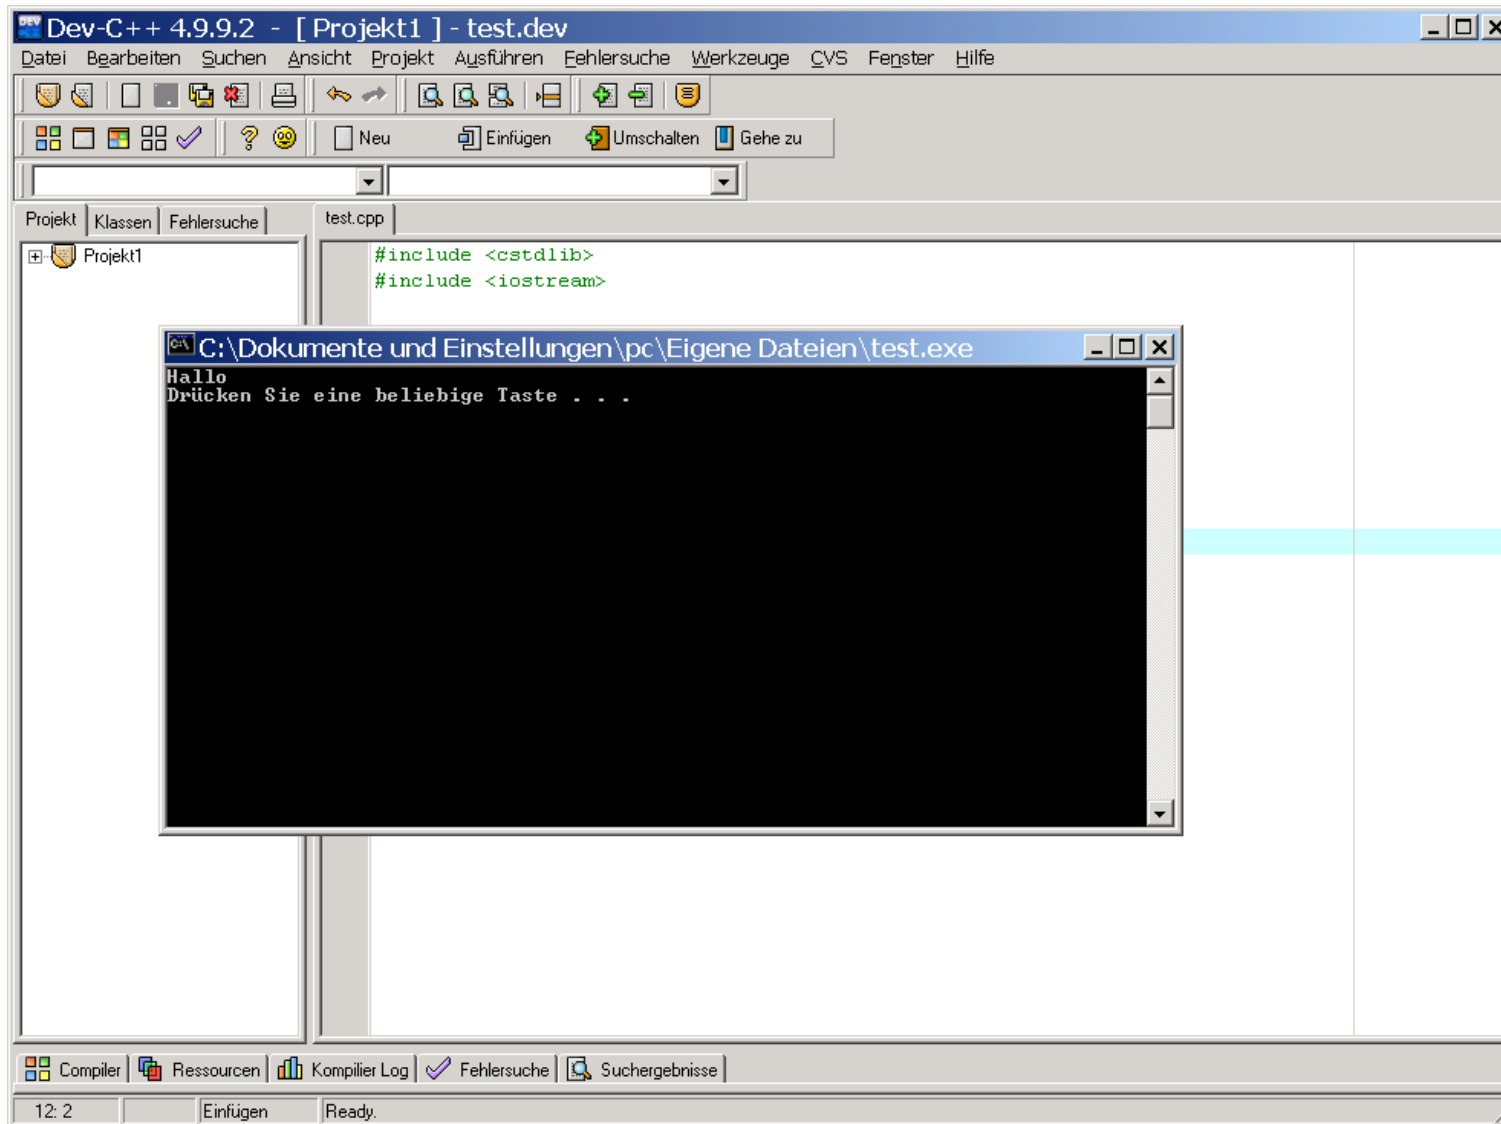 Dev-C++ 4.9.9.2 - [ Projekt1 ] - test.dev
Datei Bearbeiten Suchen Ansicht Projekt Ausführen Fehlersuche Werkzeuge CVS Fenster Hilfe
Neu Einfügen Umschalten Gehe zu
Projekt Klassen Fehlersuche test.cpp
Projekt1
#include <cstdlib>
#include <iostream>
C:\Dokumente und Einstellungen\pc\Eigene Dateien\test.exe
Hallo
Drücken Sie eine beliebige Taste . . .
Compiler Ressourcen Kompilier Log Fehlersuche Suchergebnisse
12: 2 Einfügen Ready.